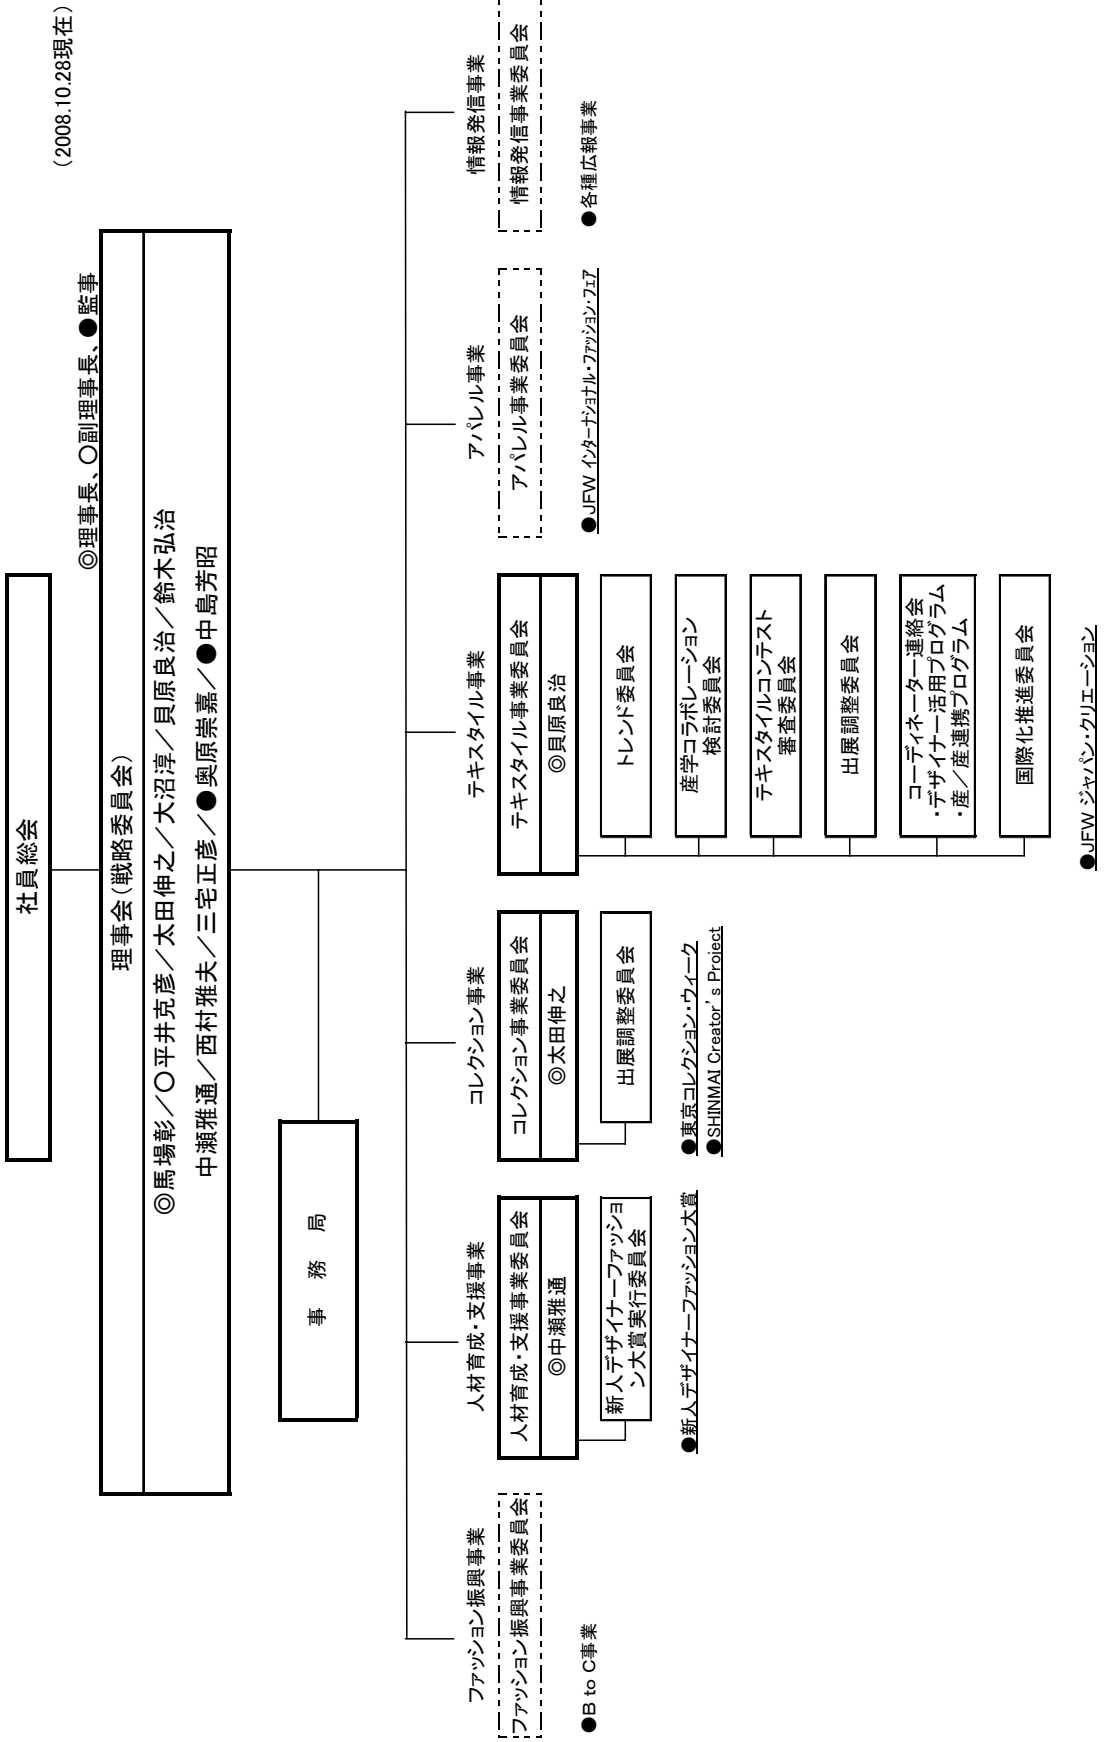 (2008.10.28現在)
社員総会
◎理事長、○副理事長、●監事
理事会(戦略委員会)
◎馬場彰/○平井克彦/太田伸之/大沼淳/貝原良治/鈴木弘治
中瀬雅通/西村雅夫/三宅正彦/●奥原崇嘉/●中島芳昭
事 務 局
ファッション振興事業
ファッション振興事業委員会
●B to C事業
人材育成・支援事業
人材育成・支援事業委員会
◎中瀬雅通
新人デザイナーファッショ
ン大賞実行委員会
●新人デザイナーファッション大賞
コレクション事業
コレクション事業委員会
◎太田伸之
出展調整委員会
●東京コレクション・ウィーク
●SHINMAI Creator's Project
テキスタイル事業
テキスタイル事業委員会
◎貝原良治
トレンド委員会
産学コラボレーション
検討委員会
テキスタイルコンテスト
審査委員会
出展調整委員会
コーディネーター連絡会
・デザイナー活用プログラム
・産/産連携プログラム
国際化推進委員会
●JFW ジャパン・クリエーション
アパレル事業
アパレル事業委員会
●JFW インターナショナル・ファッション・フェア
情報発信事業
情報発信事業委員会
●各種広報事業